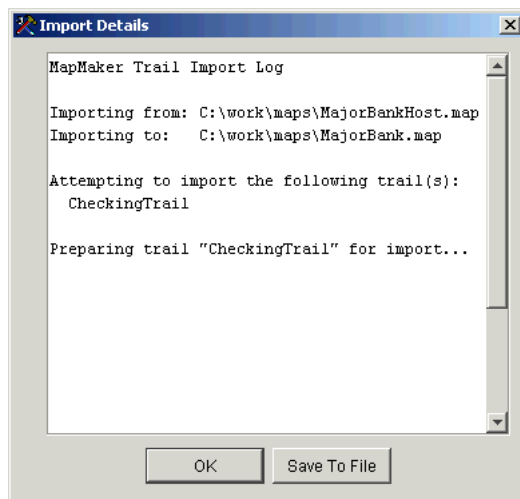 Import Details
MapMaker Trail Import Log
Importing from: C:\work\maps\MajorBankHost.map
Importing to:   C:\work\maps\MajorBank.map
Attempting to import the following trail(s):
CheckingTrail
Preparing trail "CheckingTrail" for import...
OK
Save To File